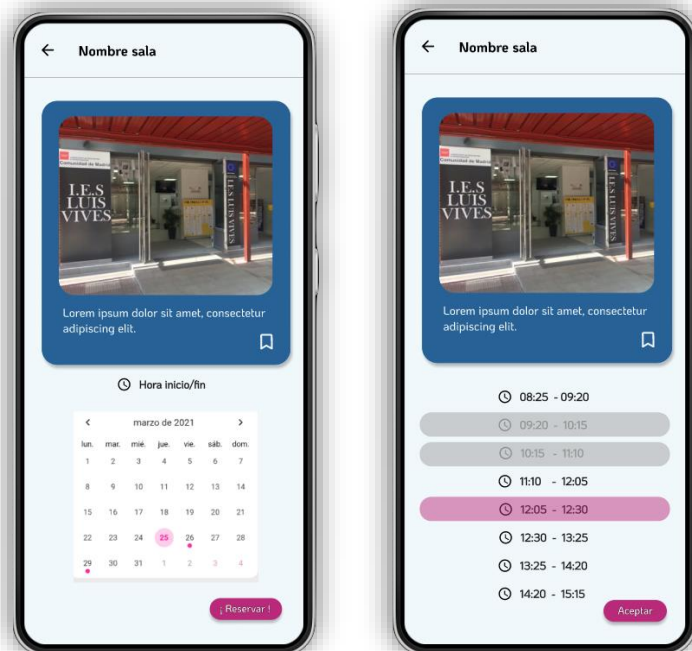 Nombre sala
Comunidad de Madrid
I.E.S
LUIS
VIVES
I.E.S LUIS VIVES
Lorem ipsum dolor sit amet, consectetur
adipiscing elit.
Hora inicio/fin
marzo de 2021
lun. mar. mié. jue. vie. sáb. dom.
1 2 3 4 5 6 7
8 9 10 11 12 13 14
15 16 17 18 19 20 21
22 23 24 25 26 27 28
29 30 31 1 2 3 4
¡ Reservar !
Nombre sala
Comunidad de Madrid
I.E.S
LUIS
VIVES
I.E.S LUIS VIVES
Lorem ipsum dolor sit amet, consectetur
adipiscing elit.
08:25 - 09:20
09:20 - 10:15
10:15 - 11:10
11:10 - 12:05
12:05 - 12:30
12:30 - 13:25
13:25 - 14:20
14:20 - 15:15
Aceptar